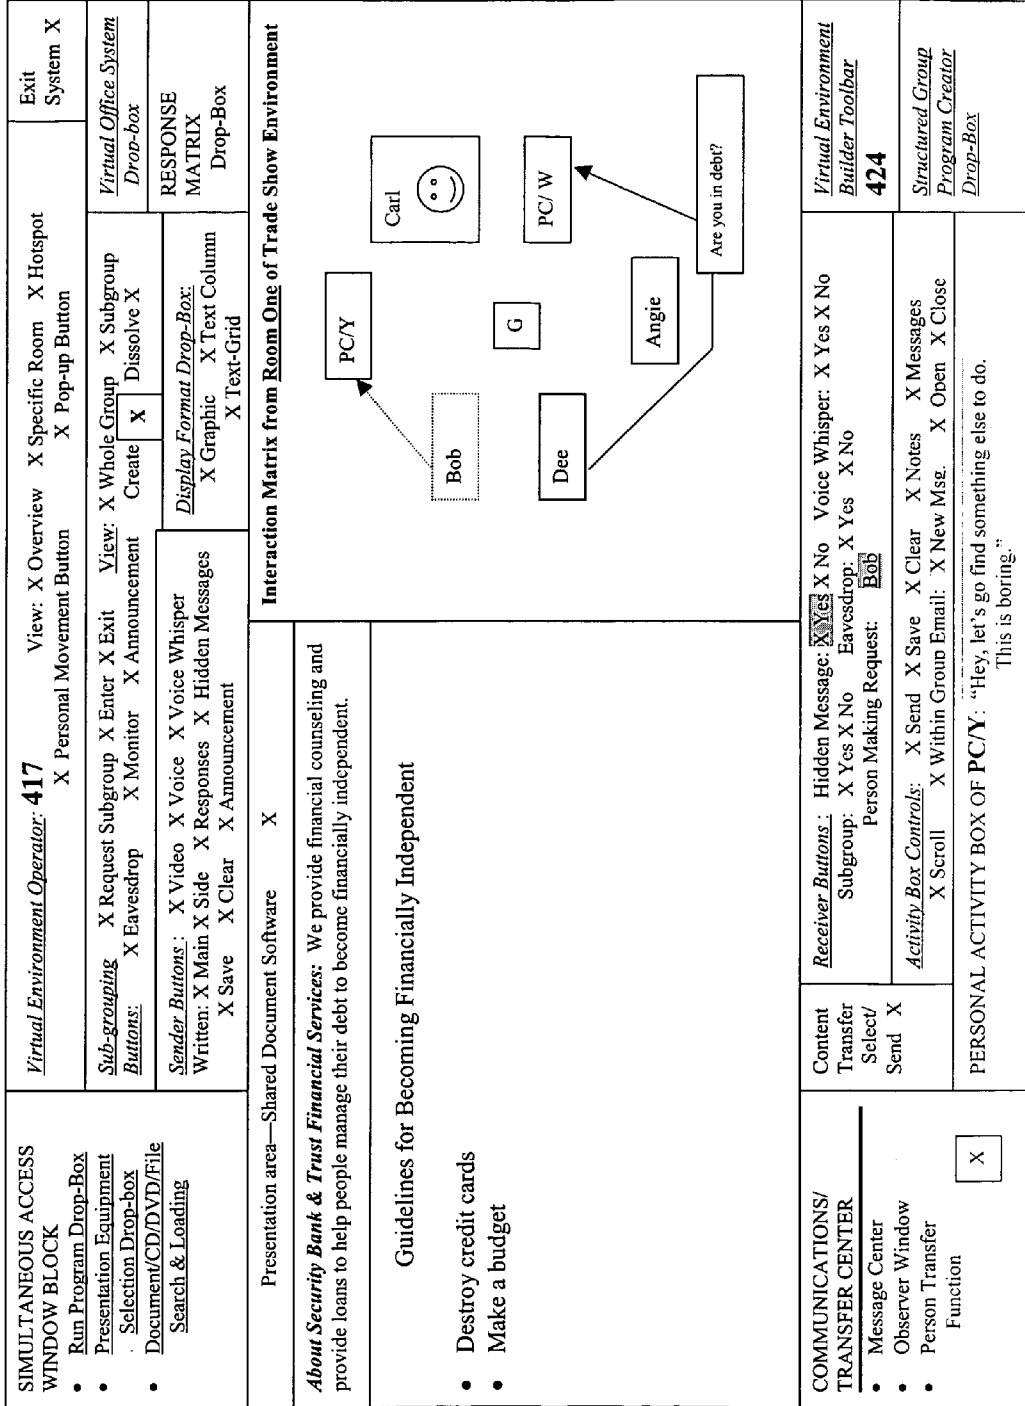 SIMULTANEOUS ACCESS
WINDOW BLOCK
• Run Program Drop-Box
• Presentation Equipment
Selection Drop-box
• Document/CD/DVD/File
Search & Loading
Virtual Environment Operator: 417 View: X Overview X Specific Room X Hotspot
X Personal Movement Button X Pop-up Button
Exit
System X
Sub-grouping X Request Subgroup X Enter X Exit View: X Whole Group X Subgroup
Buttons: X Eavesdrop X Monitor X Announcement Create X Dissolve X
Virtual Office System
Drop-box
Sender Buttons: X Video X Voice X Voice Whisper
Written: X Main X Side X Responses X Hidden Messages
X Save X Clear X Announcement
Display Format Drop-Box:
X Graphic X Text Column
X Text-Grid
RESPONSE
MATRIX
Drop-Box
Presentation area—Shared Document Software X
About Security Bank & Trust Financial Services: We provide financial counseling and
provide loans to help people manage their debt to become financially independent.
Guidelines for Becoming Financially Independent
• Destroy credit cards
• Make a budget
Interaction Matrix from Room One of Trade Show Environment
PC/Y
Carl
Bob
G
PC/W
Dee
Angie
Are you in debt?
COMMUNICATIONS/
TRANSFER CENTER
• Message Center
• Observer Window
• Person Transfer
Function
X
Content
Transfer
Select/
Send X
Receiver Buttons: Hidden Message: X Yes X No Voice Whisper: X Yes X No
Subgroup: X Yes X No Eavesdrop: X Yes X No
Person Making Request: Bob
Activity Box Controls: X Send X Save X Clear X Notes X Messages
X Scroll X Within Group Email: X New Msg. X Open X Close
Virtual Environment
Builder Toolbar
424
Structured Group
Program Creator
Drop-Box
PERSONAL ACTIVITY BOX OF PC/Y: “Hey, let's go find something else to do.
This is boring.”